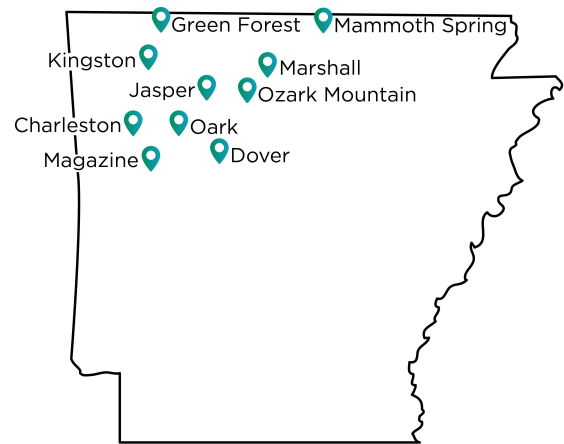 Green Forest
Mammoth Spring
Kingston
Marshall
Jasper
Ozark Mountain
Charleston
Oark
Dover
Magazine